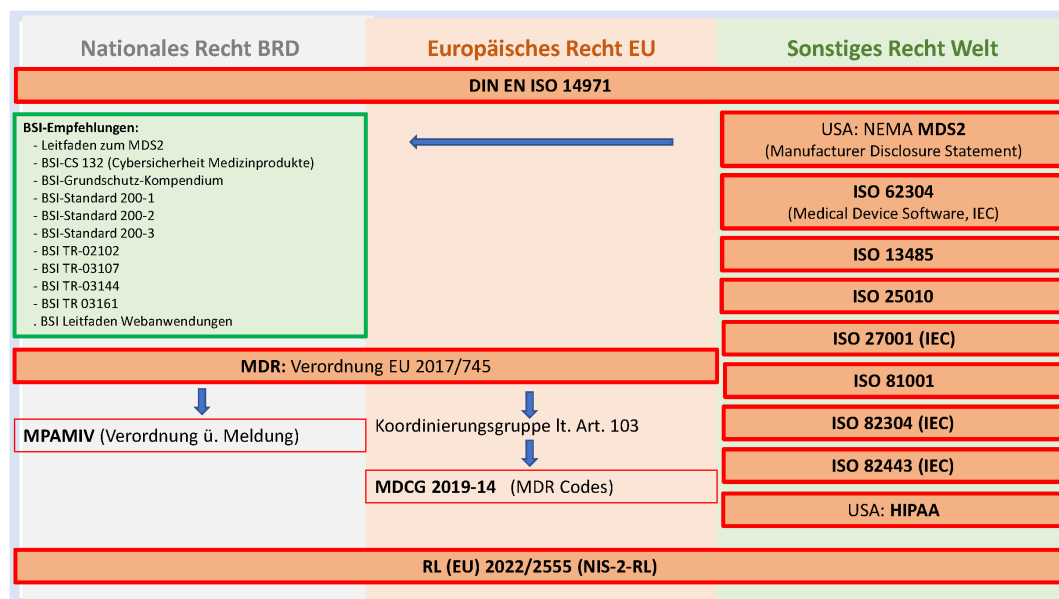 Nationales Recht BRD
Europäisches Recht EU
Sonstiges Recht Welt
DIN EN ISO 14971
BSI-Empfehlungen:
- Leitfaden zum MDS2
- BSI-CS 132 (Cybersicherheit Medizinprodukte)
- BSI-Grundschutz-Kompendium
- BSI-Standard 200-1
- BSI-Standard 200-2
- BSI-Standard 200-3
- BSI TR-02102
- BSI TR-03107
- BSI TR-03144
- BSI TR 03161
. BSI Leitfaden Webanwendungen
MDR: Verordnung EU 2017/745
MPAMIV (Verordnung ü. Meldung)
Koordinierungsgruppe lt. Art. 103
MDCG 2019-14 (MDR Codes)
USA: NEMA MDS2
(Manufacturer Disclosure Statement)
ISO 62304
(Medical Device Software, IEC)
ISO 13485
ISO 25010
ISO 27001 (IEC)
ISO 81001
ISO 82304 (IEC)
ISO 82443 (IEC)
USA: HIPAA
RL (EU) 2022/2555 (NIS-2-RL)